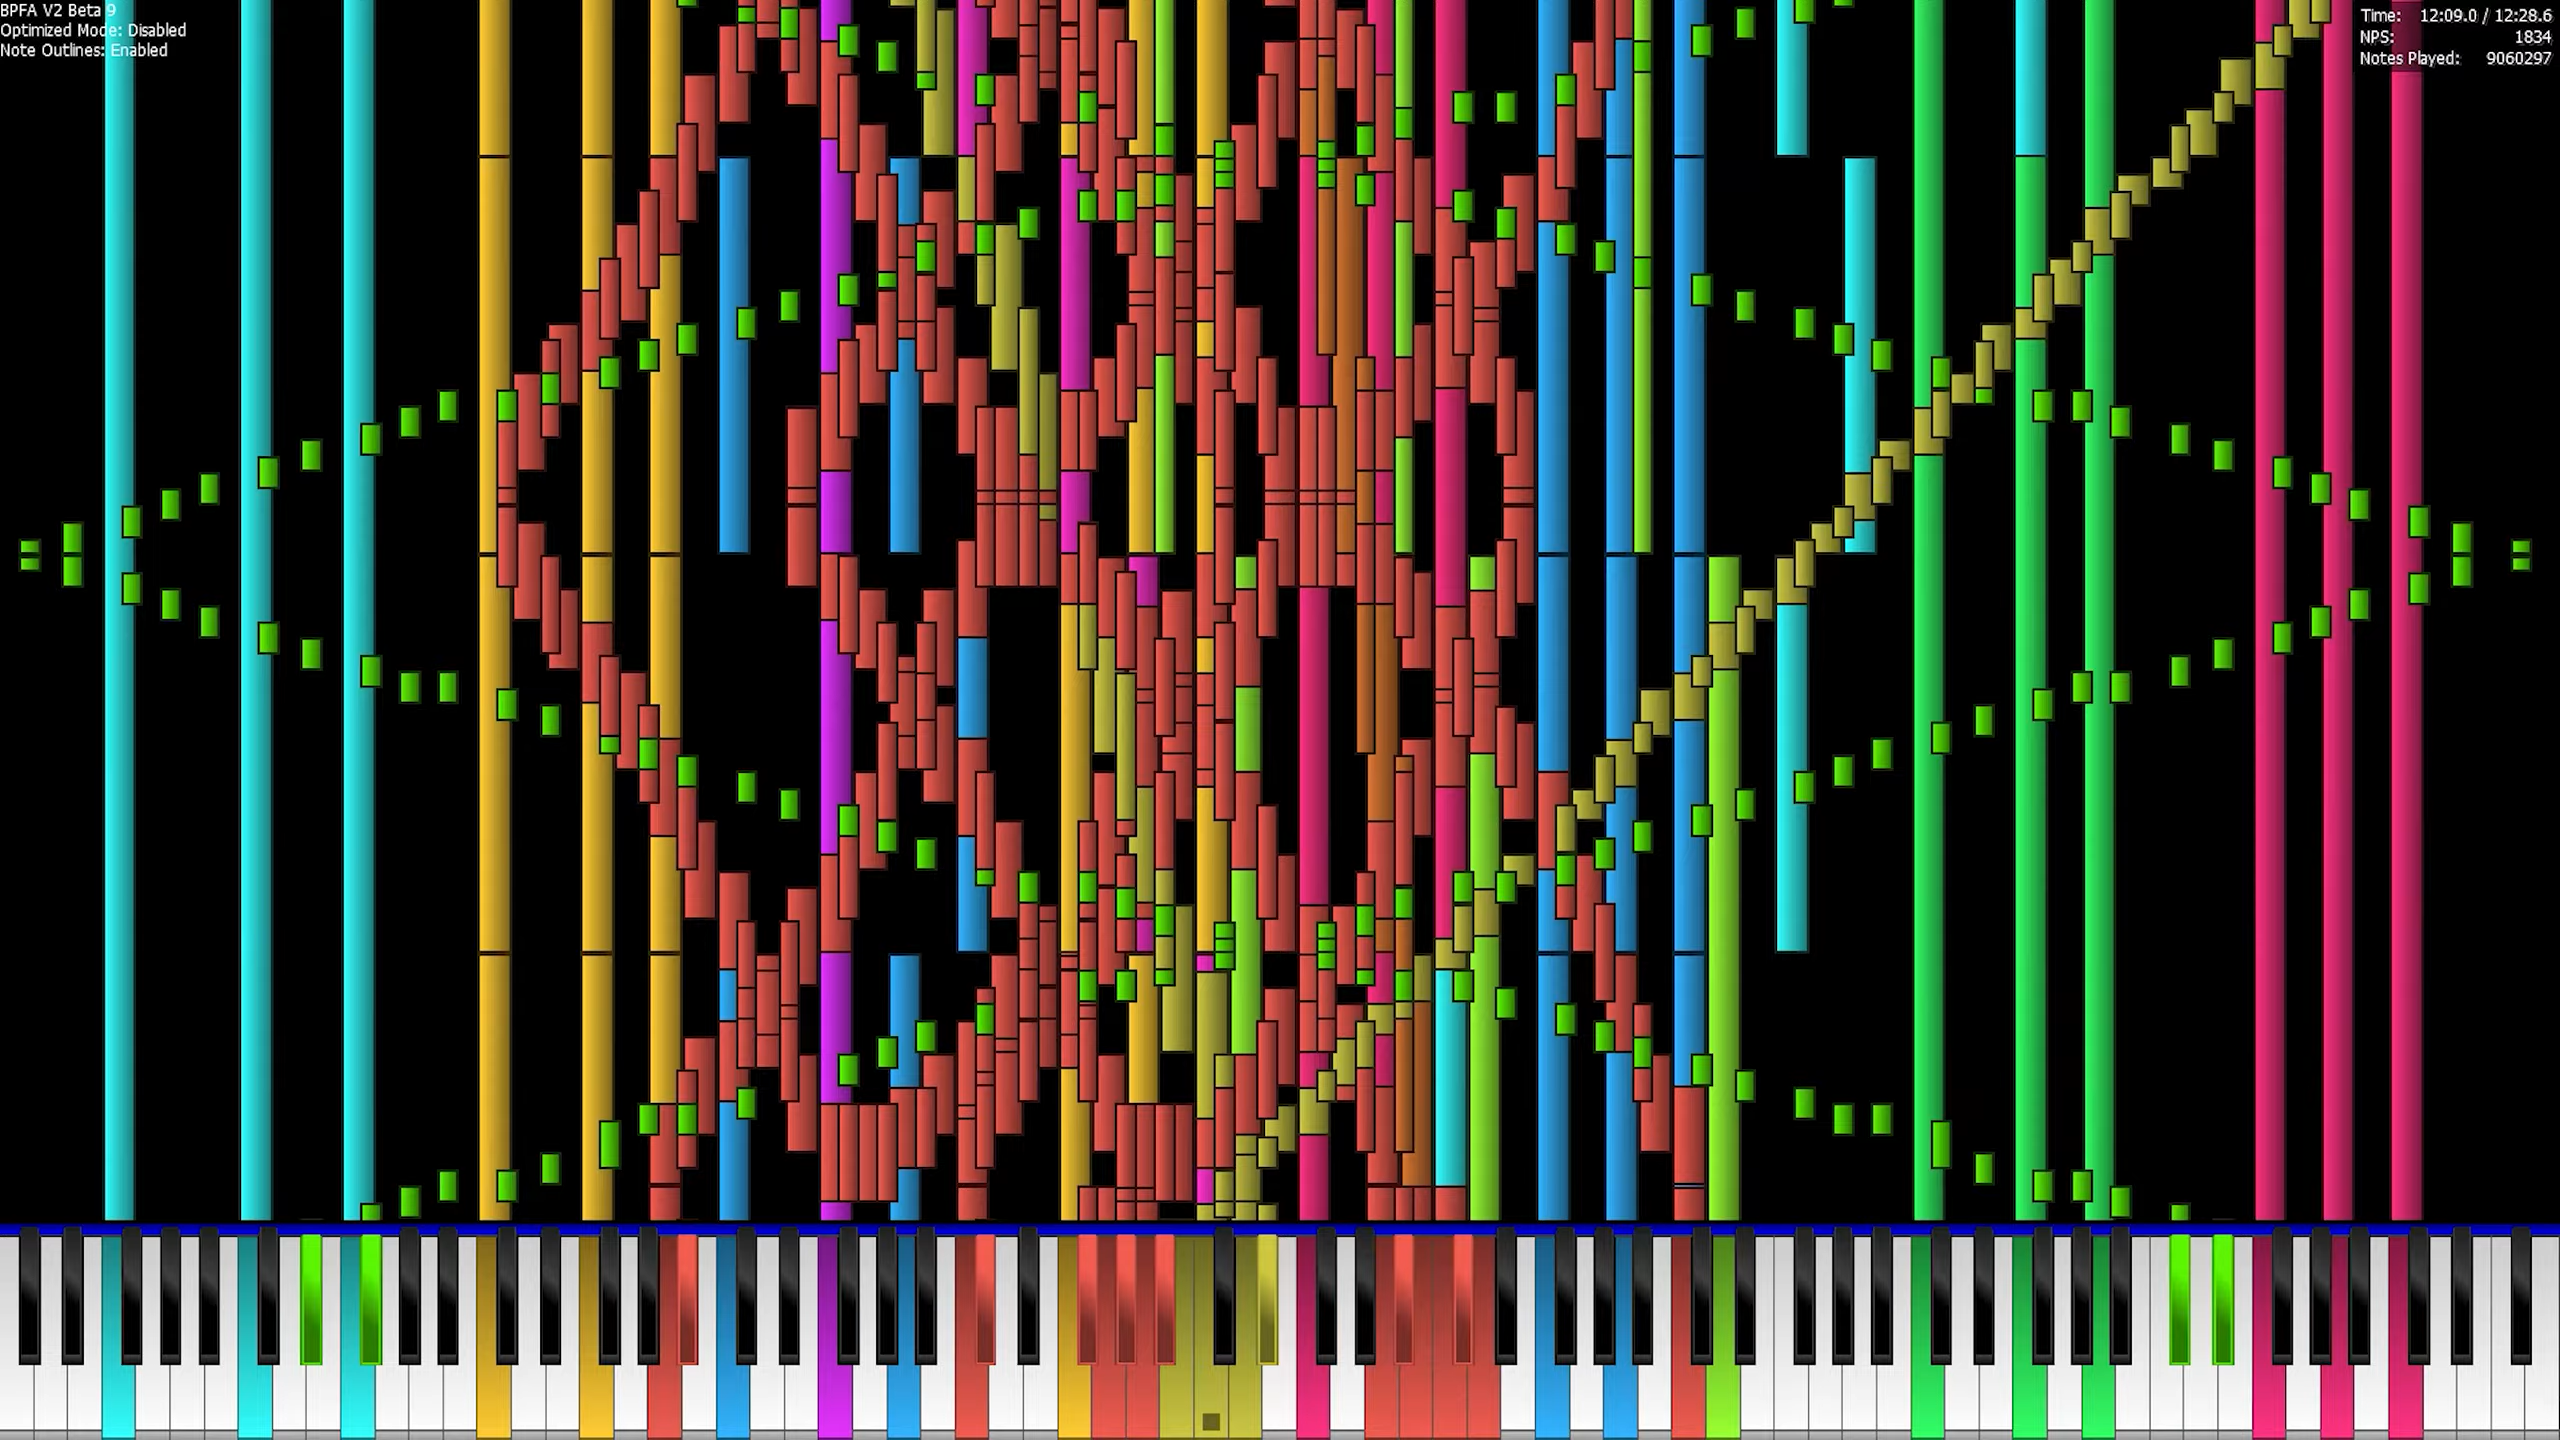 BPFA V2 Beta 9
Optimized Mode: Disabled
Note Outlines: Enabled
Time: 12:09.0 / 12:28.6
NPS: 1834
Notes Played: 9060297